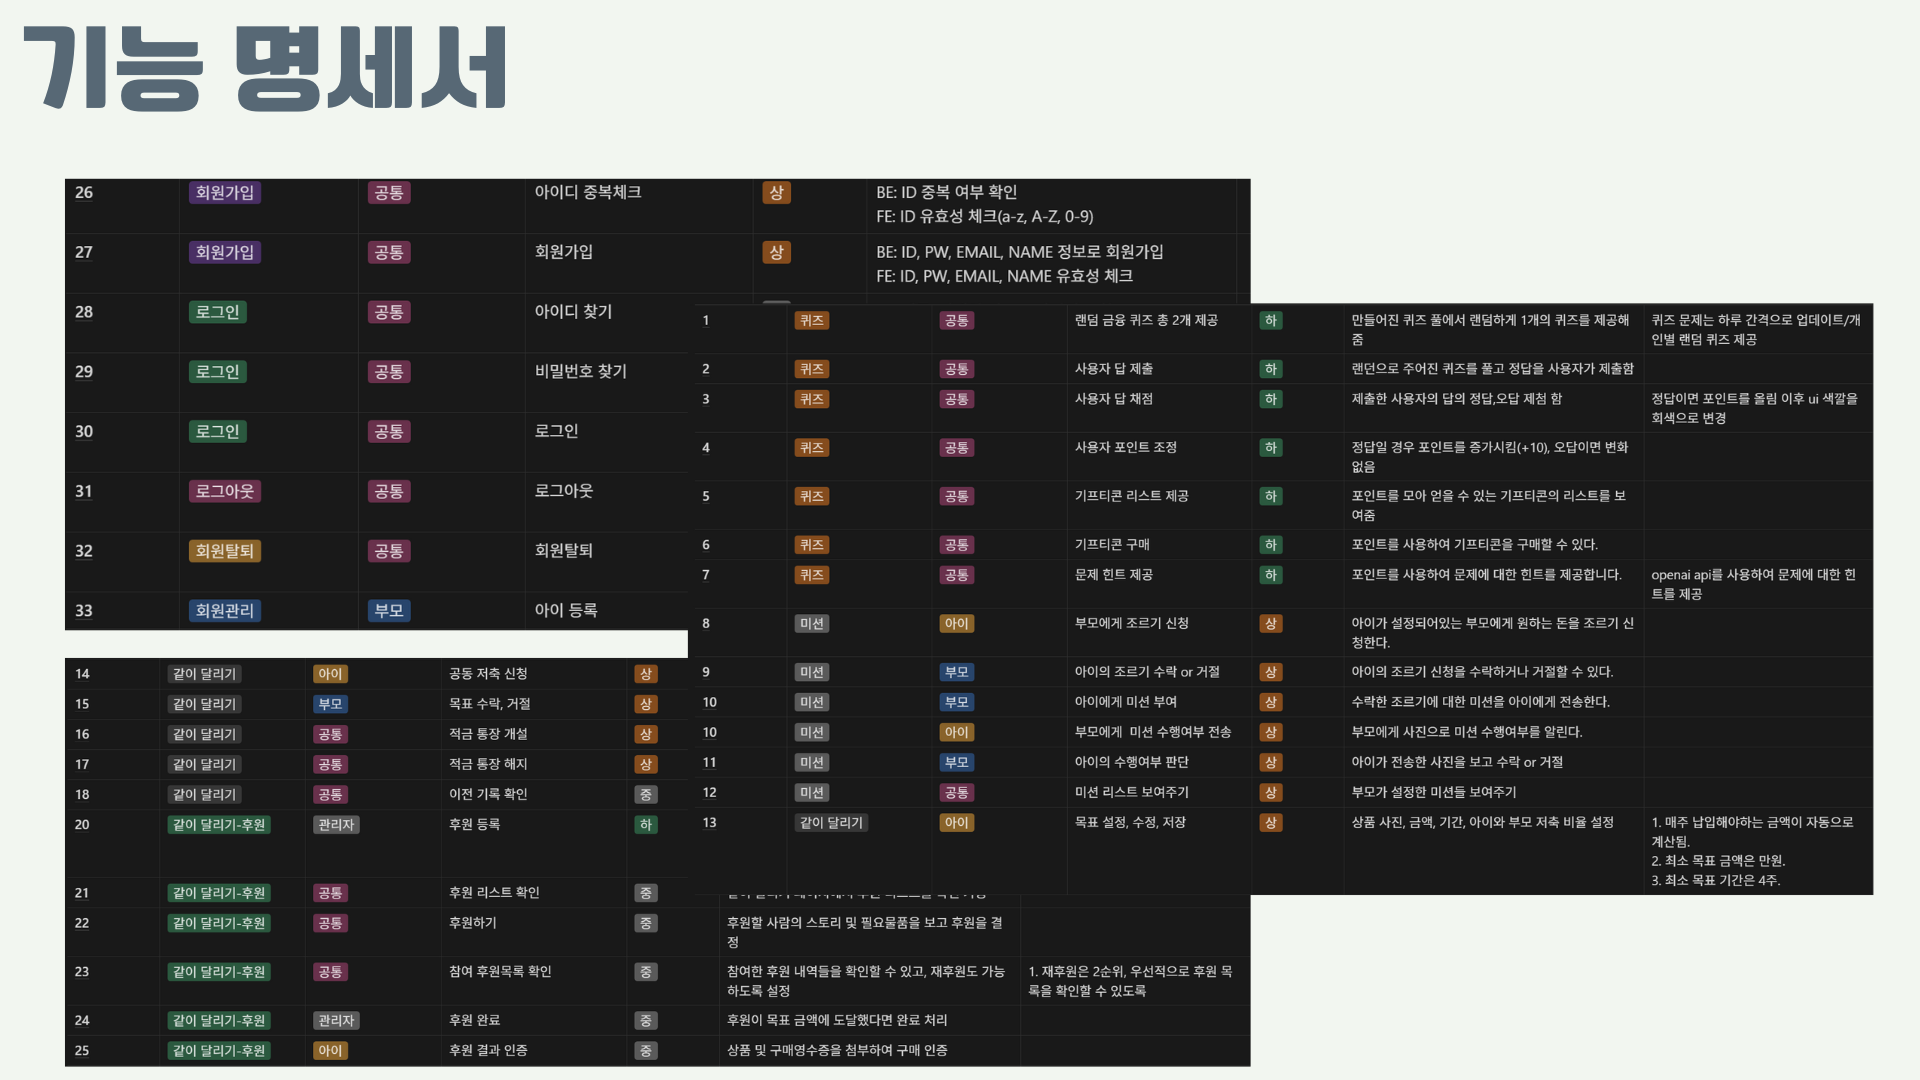 기능 명세서
26 회원가입 공통 아이디 중복체크 상 BE: ID 중복 여부 확인
FE: ID 유효성 체크(a-z, A-Z, 0-9)
27 회원가입 공통 회원가입 상 BE: ID, PW, EMAIL, NAME 정보로 회원가입
FE: ID, PW, EMAIL, NAME 유효성 체크
28 로그인 공통 아이디 찾기
29 로그인 공통 비밀번호 찾기
30 로그인 공통 로그인
31 로그아웃 공통 로그아웃
32 회원탈퇴 공통 회원탈퇴
33 회원관리 부모 아이 등록
1 퀴즈 공통 랜덤 금융 퀴즈 총 2개 제공 하 만들어진 퀴즈 풀에서 랜덤하게 1개의 퀴즈를 제공해 퀴즈 문제는 하루 간격으로 업데이트/개
줌 인별 랜덤 퀴즈 제공
2 퀴즈 공통 사용자 답 제출 하 랜던으로 주어진 퀴즈를 풀고 정답을 사용자가 제출함
3 퀴즈 공통 사용자 답 채점 하 제출한 사용자의 답의 정답,오답 제첨 함 정답이면 포인트를 올림 이후 ui 색깔을
회색으로 변경
4 퀴즈 공통 사용자 포인트 조정 하 정답일 경우 포인트를 증가시킴(+10), 오답이면 변화
없음
5 퀴즈 공통 기프티콘 리스트 제공 하 포인트를 모아 얻을 수 있는 기프티콘의 리스트를 보
여줌
6 퀴즈 공통 기프티콘 구매 하 포인트를 사용하여 기프티콘을 구매할 수 있다.
7 퀴즈 공통 문제 힌트 제공 하 포인트를 사용하여 문제에 대한 힌트를 제공합니다. openai api를 사용하여 문제에 대한 힌
트를 제공
8 미션 아이 부모에게 조르기 신청 상 아이가 설정되어있는 부모에게 원하는 돈을 조르기 신
청한다.
9 미션 부모 아이의 조르기 수락 or 거절 상 아이의 조르기 신청을 수락하거나 거절할 수 있다.
10 미션 부모 아이에게 미션 부여 상 수락한 조르기에 대한 미션을 아이에게 전송한다.
10 미션 아이 부모에게 미션 수행여부 전송 상 부모에게 사진으로 미션 수행여부를 알린다.
11 미션 부모 아이의 수행여부 판단 상 아이가 전송한 사진을 보고 수락 or 거절
12 미션 공통 미션 리스트 보여주기 상 부모가 설정한 미션들 보여주기
13 같이 달리기 아이 목표 설정, 수정, 저장 상 상품 사진, 금액, 기간, 아이와 부모 저축 비율 설정 1. 매주 납입해야하는 금액이 자동으로
계산됨.
2. 최소 목표 금액은 만원.
3. 최소 목표 기간은 4주.
14 같이 달리기 아이 공동 저축 신청 상
15 같이 달리기 부모 목표 수락, 거절 상
16 같이 달리기 공통 적금 통장 개설 상
17 같이 달리기 공통 적금 통장 해지 상
18 같이 달리기 공통 이전 기록 확인 중
20 같이 달리기-후원 관리자 후원 등록 하
21 같이 달리기-후원 공통 후원 리스트 확인 중
22 같이 달리기-후원 공통 후원하기 중 후원할 사람의 스토리 및 필요물품을 보고 후원을 결
정
23 같이 달리기-후원 공통 참여 후원목록 확인 중 참여한 후원 내역들을 확인할 수 있고, 재후원도 가능 1. 재후원은 2순위, 우선적으로 후원 목
하도록 설정 록을 확인할 수 있도록
24 같이 달리기-후원 관리자 후원 완료 중 후원이 목표 금액에 도달했다면 완료 처리
25 같이 달리기-후원 아이 후원 결과 인증 중 상품 및 구매영수증을 첨부하여 구매 인증